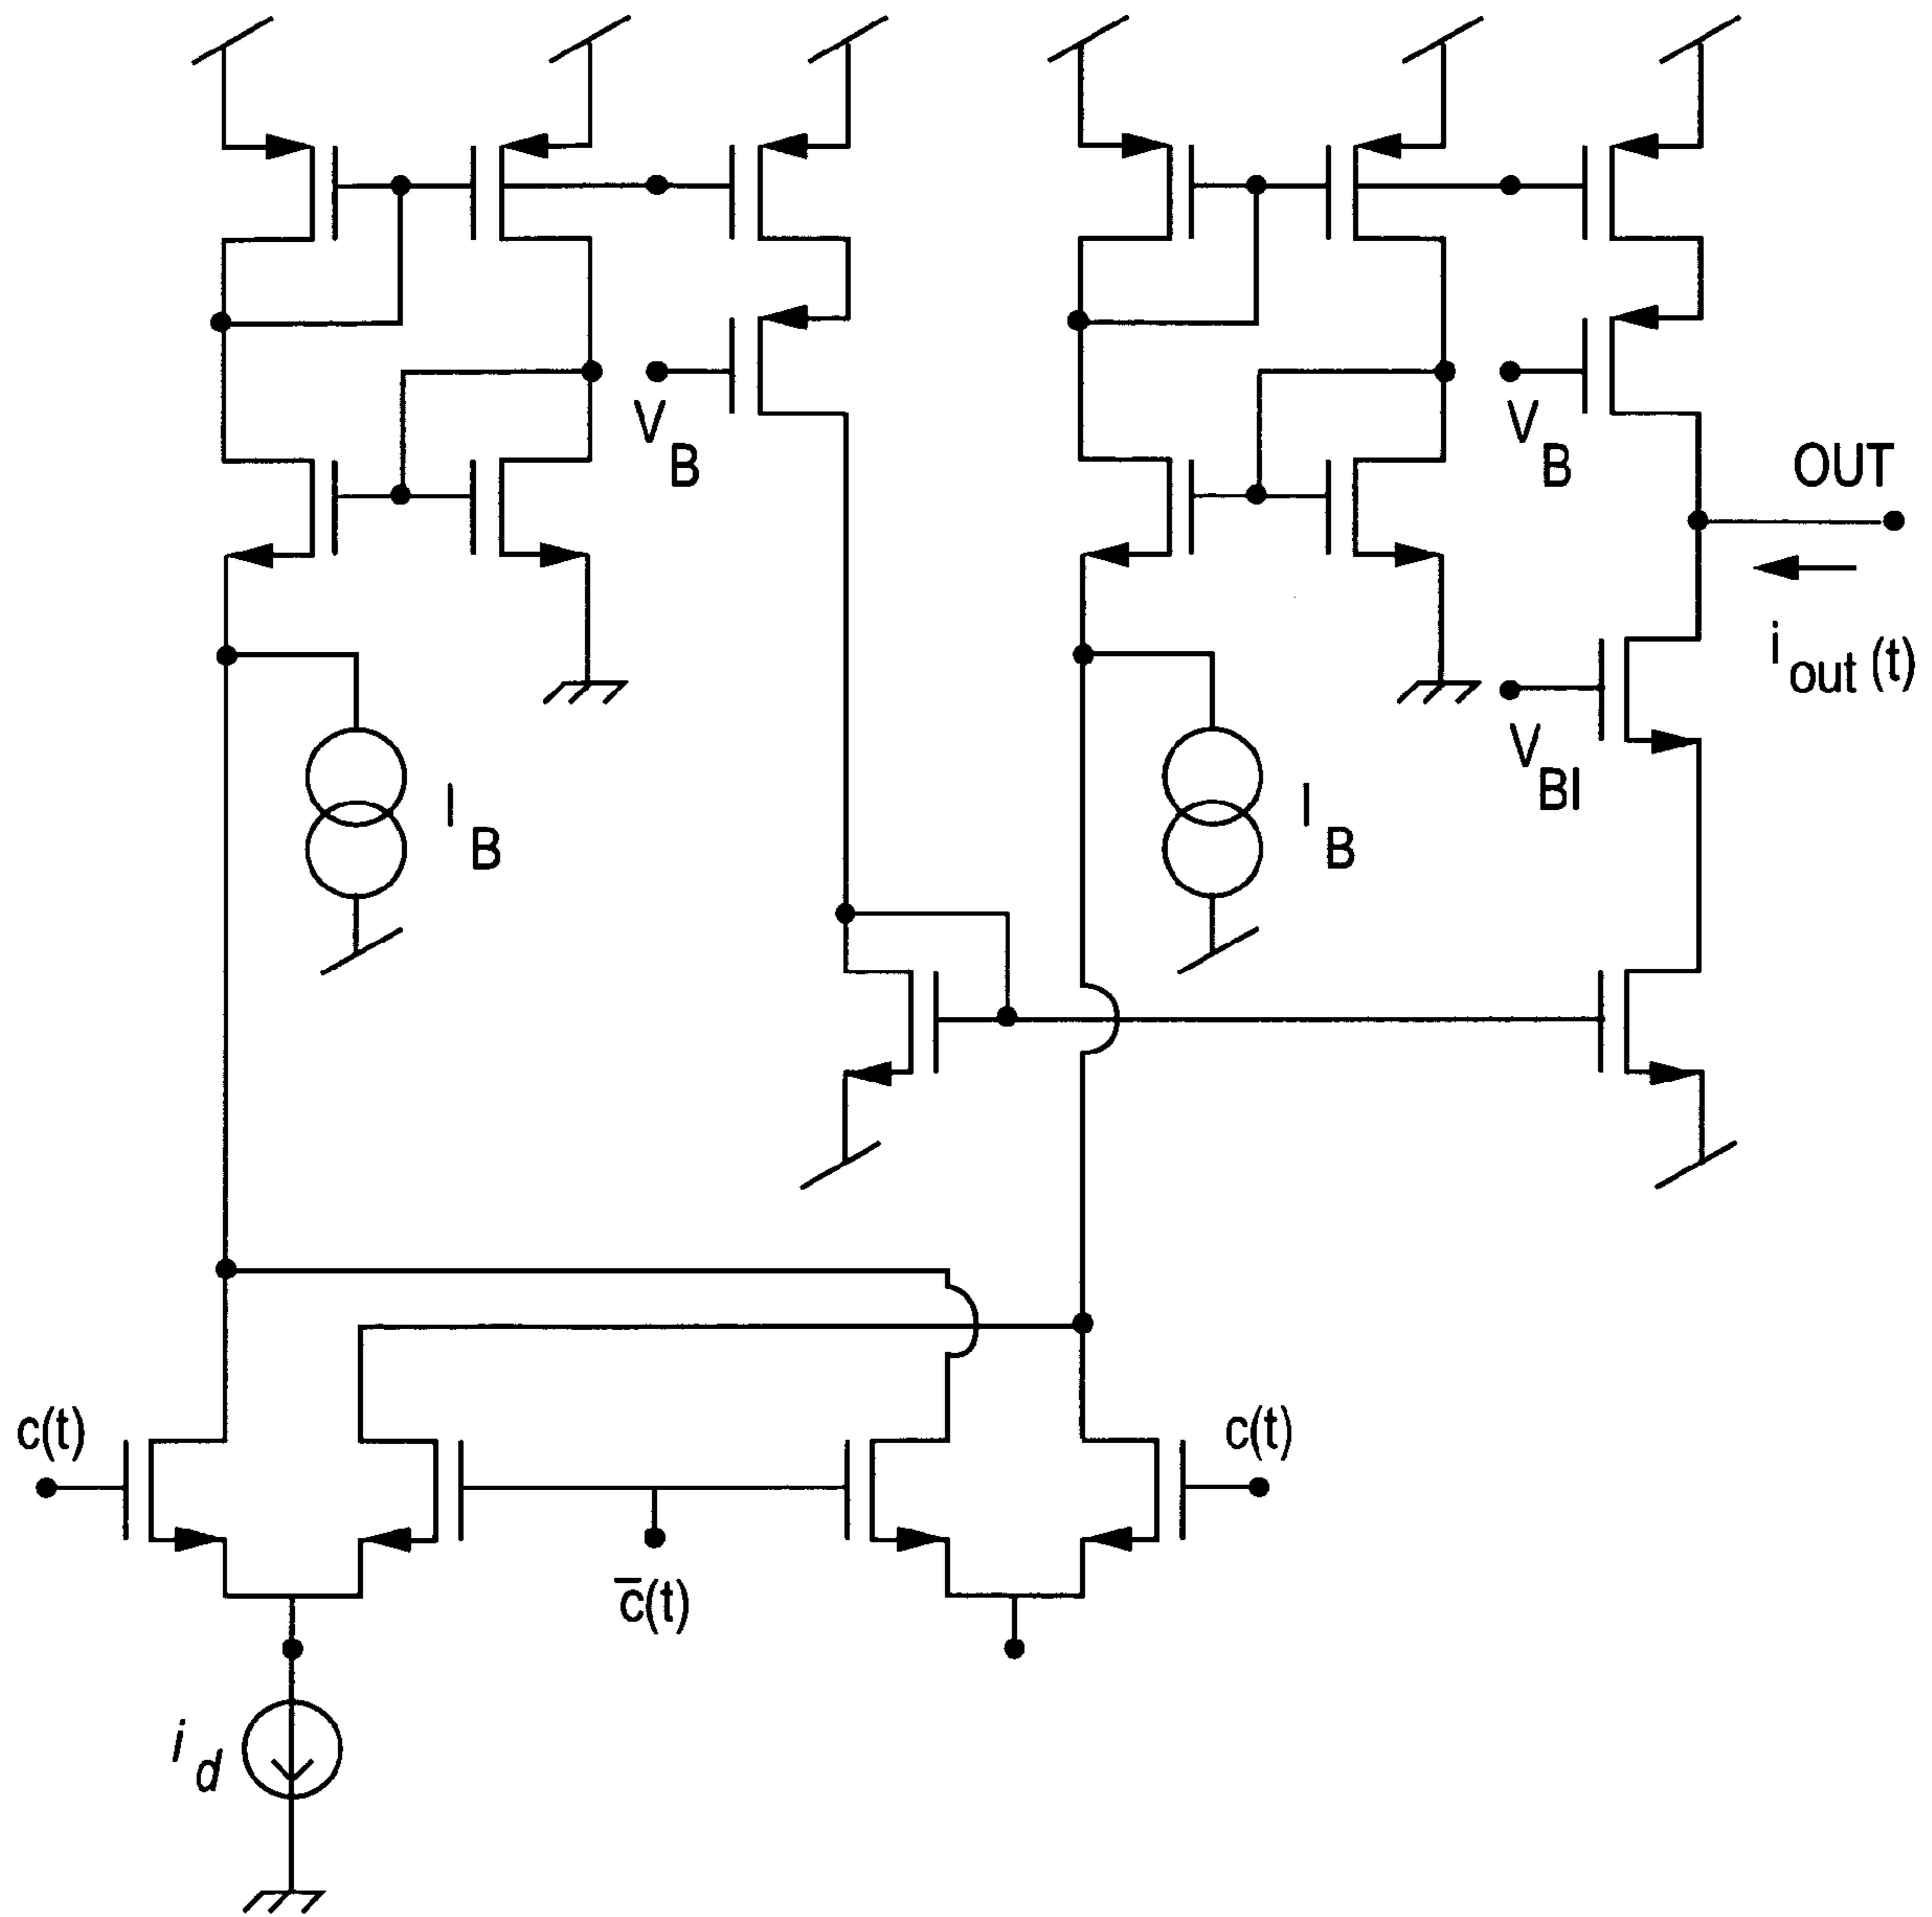 V B
V B
OUT
i out (t)
V BI
I B
I B
c(t)
c(t)
c̅(t)
i d